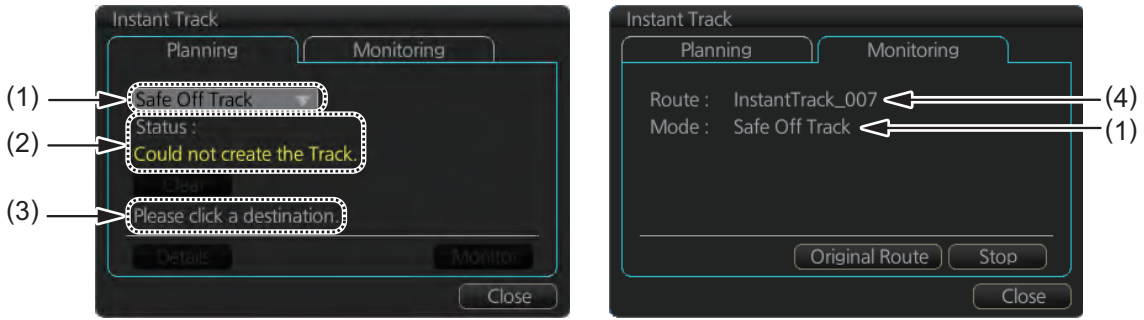 Instant Track
Planning Monitoring
(1) Safe Off Track
(2) Status :
Could not create the Track.
Clear
(3) Please click a destination.
Details Monitor
Close
Instant Track
Planning Monitoring
Route : InstantTrack_007 (4)
Mode : Safe Off Track (1)
Original Route Stop
Close